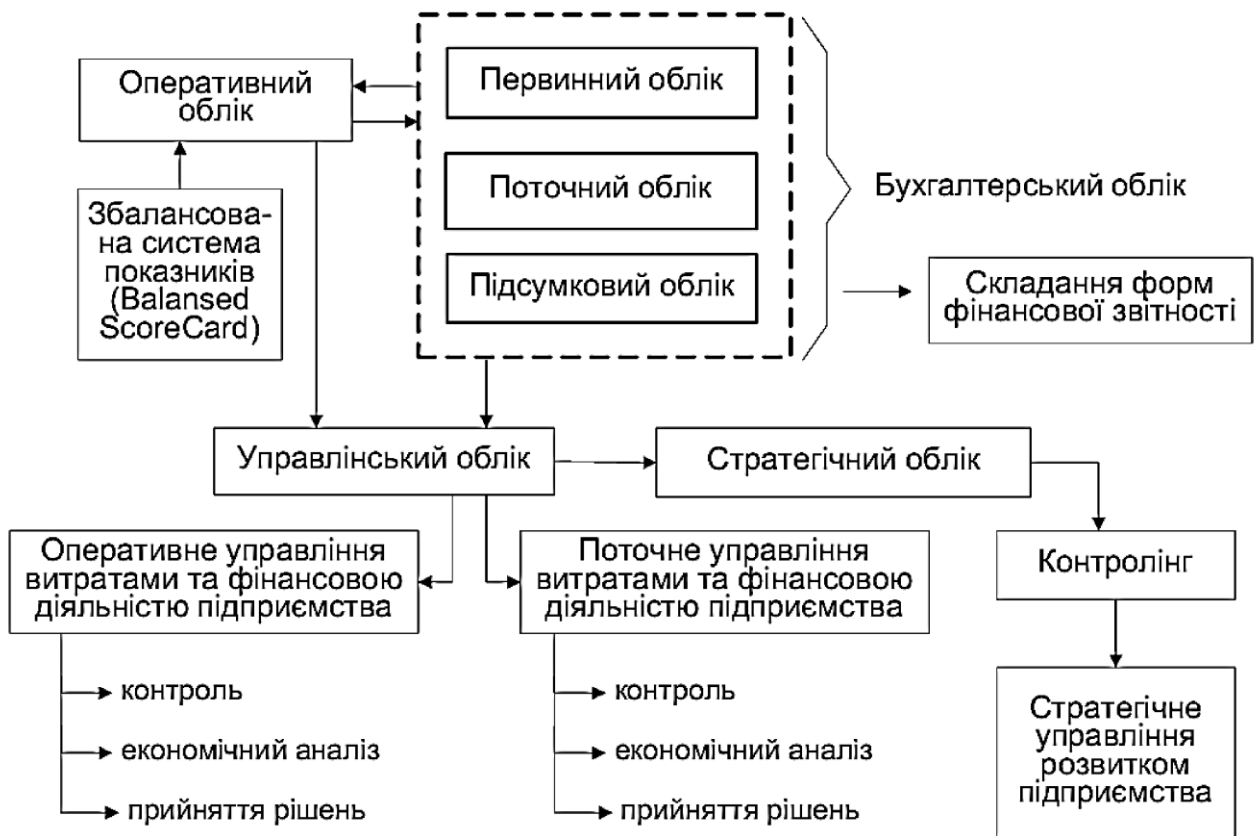 Оперативний
облік
Первинний облік
Поточний облік
Підсумковий облік
Бухгалтерський облік
Збалансова-
на система
показників
(Balansed
ScoreCard)
Складання форм
фінансової звітності
Управлінський облік
Стратегічний облік
Оперативне управління
витратами та фінансовою
діяльністю підприємства
Поточне управління
витратами та фінансовою
діяльністю підприємства
Контролінг
контроль
економічний аналіз
прийняття рішень
контроль
економічний аналіз
прийняття рішень
Стратегічне
управління
розвитком
підприємства